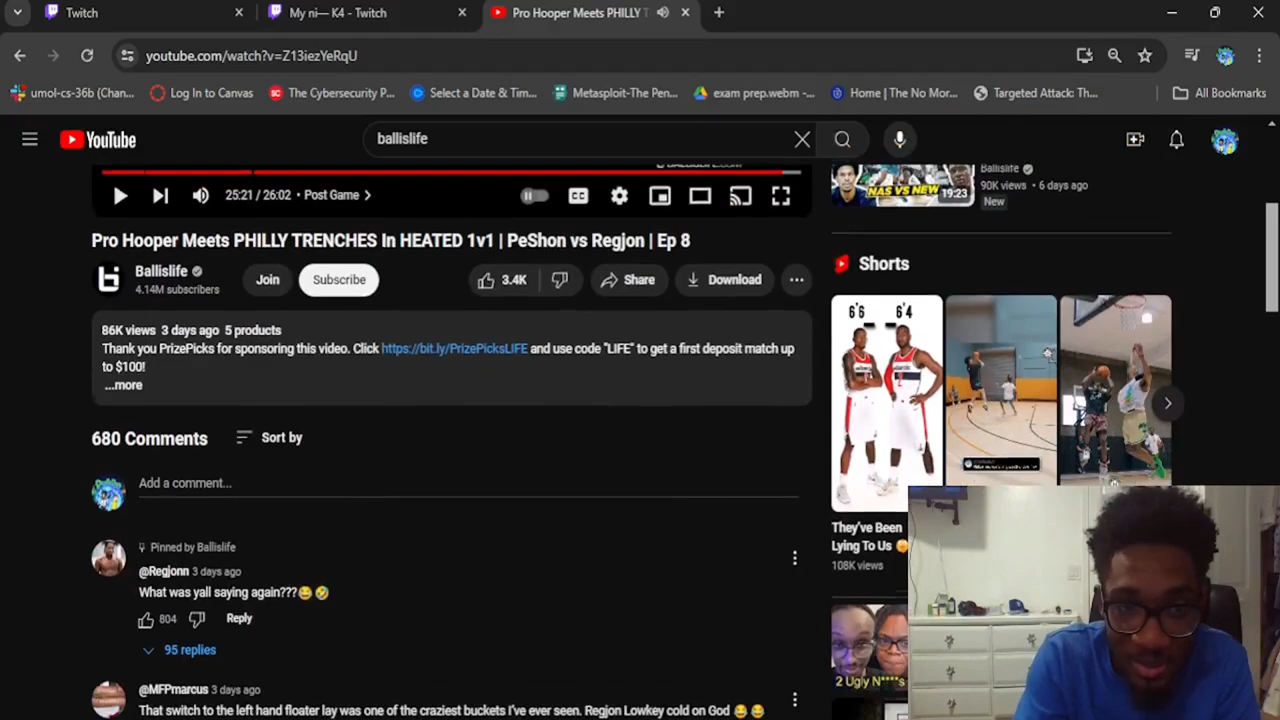 Twitch
My ni— K4 - Twitch
Pro Hooper Meets PHILLY T
youtube.com/watch?v=Z13iezYeRqU
umol-cs-36b (Chan...
Log In to Canvas
The Cybersecurity P...
Select a Date & Tim...
Metasploit-The Pen...
exam prep.webm -...
Home | The No Mor...
Targeted Attack: Th...
All Bookmarks
YouTube
ballislife
25:21 / 26:02 • Post Game
CC
NAS VS NEW
19:23
Ballislife
90K views • 6 days ago
New
Pro Hooper Meets PHILLY TRENCHES In HEATED 1v1 | PeShon vs Regjon | Ep 8
Ballislife
4.14M subscribers
Join
Subscribe
3.4K
Share
Download
Shorts
86K views 3 days ago 5 products
Thank you PrizePicks for sponsoring this video. Click https://bit.ly/PrizePicksLIFE and use code "LIFE" to get a first deposit match up
to $100!
...more
6'6 6'4
680 Comments
Sort by
Add a comment...
They've Been
Lying To Us 🤫
108K views
Pinned by Ballislife
@Regjonn 3 days ago
What was yall saying again???😂🤣
804
Reply
95 replies
2 Ugly N****s
@MFPmarcus 3 days ago
That switch to the left hand floater lay was one of the craziest buckets I've ever seen. Regjon Lowkey cold on God 😂😂